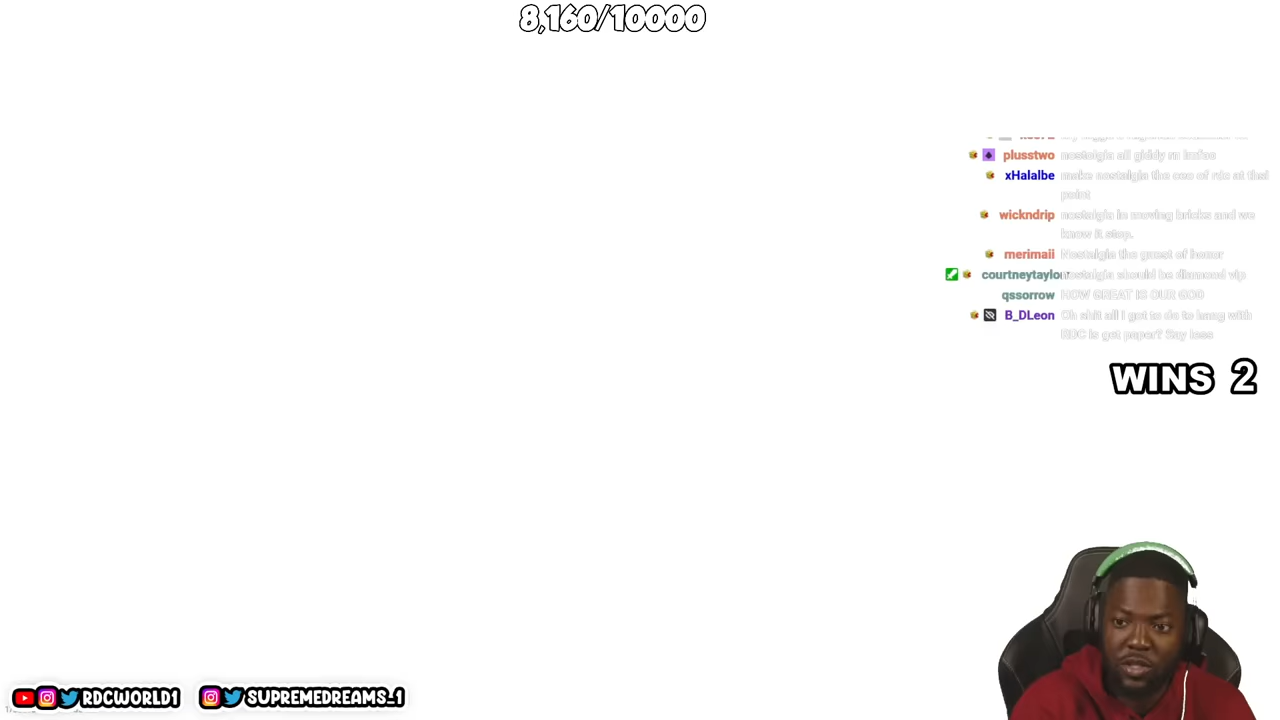 8,160/10000
plusstwo nostalgia all giddy rn lmfoo
xHalalbe make nostalgia the ceo of rdc at that
point
wickndrip nostalgia in moving bricks and we
know it stop.
merimaii Nostalgia the guest of honor
courtneytaylor nostalgia should be diamond vip
qssorrow HOW GREAT IS OUR GOD
B_DLeon Oh shit all I got to do to hang with
RDC is get paper? Say less
WINS 2
RDCWORLD1 SUPREMEDREAMS_1